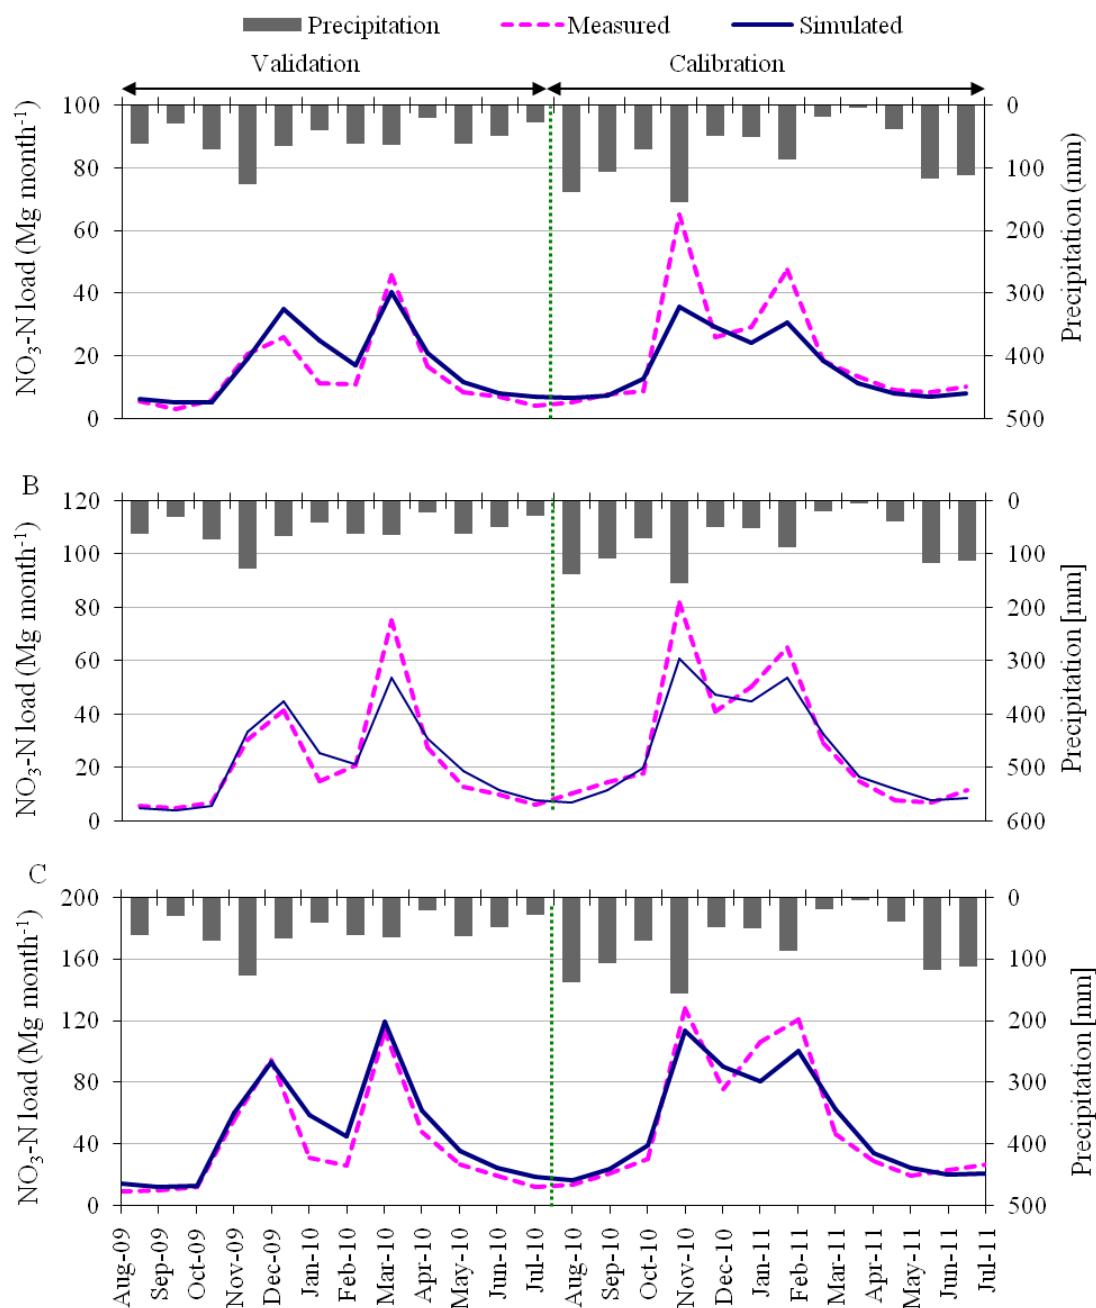 Precipitation Measured Simulated
Validation Calibration
NO₃-N load (Mg month⁻¹)
100
80
60
40
20
0
0
100
200
300
400
500
Precipitation (mm)
B
NO₃-N load (Mg month⁻¹)
120
100
80
60
40
20
0
0
100
200
300
400
500
600
Precipitation [mm]
C
NO₃-N load (Mg month⁻¹)
200
160
120
80
40
0
0
100
200
300
400
500
Precipitation [mm]
Aug-09
Sep-09
Oct-09
Nov-09
Dec-09
Jan-10
Feb-10
Mar-10
Apr-10
May-10
Jun-10
Jul-10
Aug-10
Sep-10
Oct-10
Nov-10
Dec-10
Jan-11
Feb-11
Mar-11
Apr-11
May-11
Jun-11
Jul-11